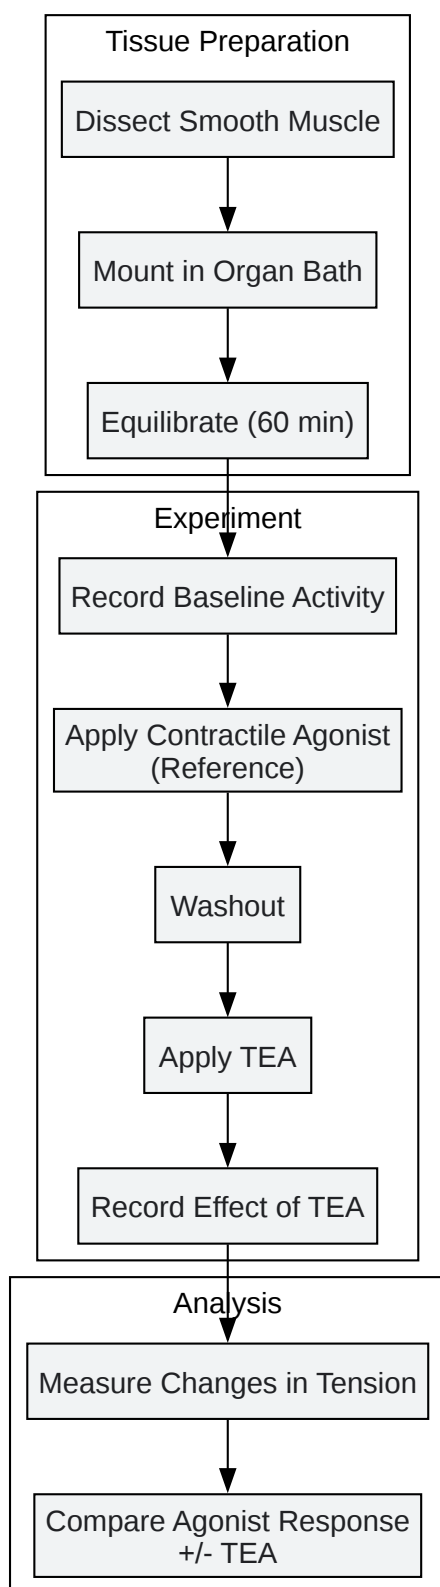 Tissue Preparation
Dissect Smooth Muscle
Mount in Organ Bath
Equilibrate (60 min)
Experiment
Record Baseline Activity
Apply Contractile Agonist
(Reference)
Washout
Apply TEA
Record Effect of TEA
Analysis
Measure Changes in Tension
Compare Agonist Response
+/- TEA